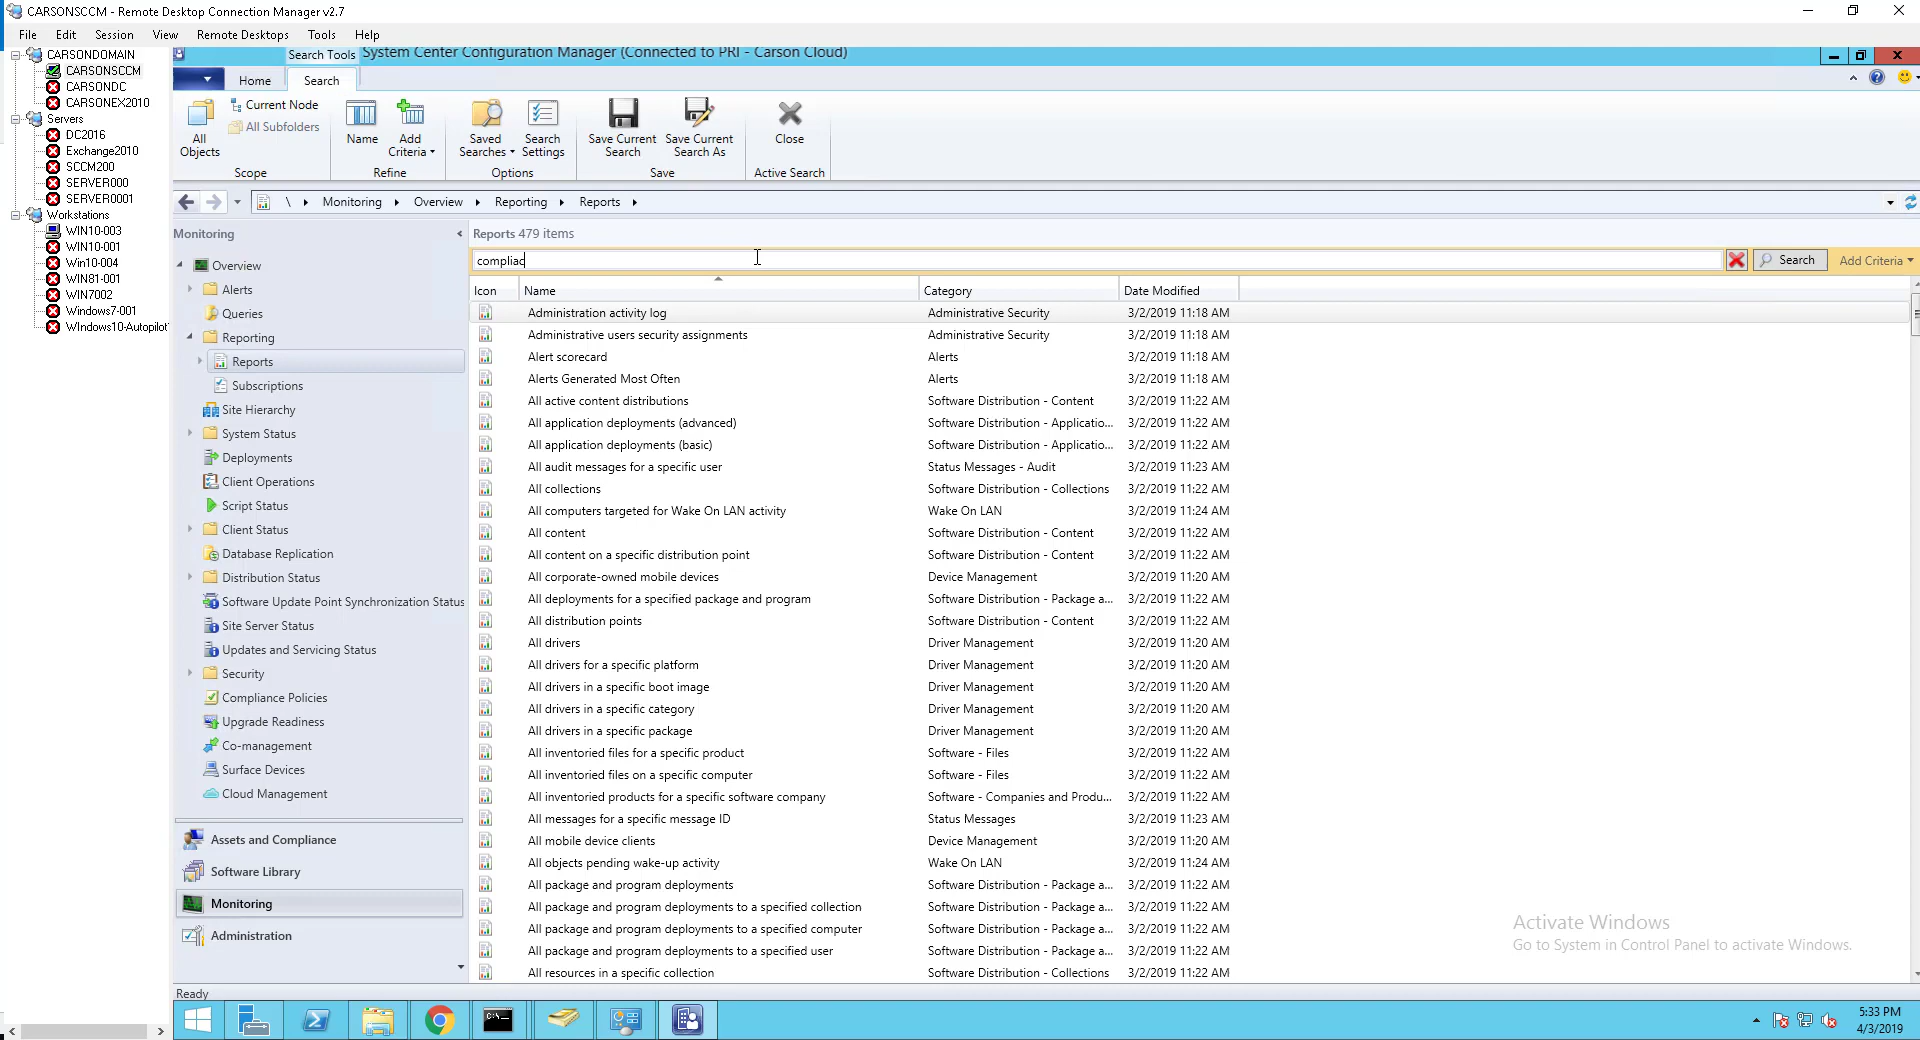 CARSONSCCM - Remote Desktop Connection Manager v2.7
File Edit Session View Remote Desktops Tools Help
CARSONDOMAIN
CARSONSCCM
CARSONDC
CARSONEX2010
Servers
DC2016
Exchange2010
SCCM200
SERVER000
SERVER0001
Workstations
WIN10-003
WIN10-001
Win10-004
WIN81-001
WIN7002
Windows7-001
WIndows10-Autopilot
Search Tools System Center Configuration Manager (Connected to PRI - Carson Cloud)
Home Search
All Objects
Current Node
All Subfolders
Scope
Name
Add Criteria
Refine
Saved Searches
Search Settings
Options
Save Current Search
Save Current Search As
Save
Close
Active Search
\ Monitoring Overview Reporting Reports
Monitoring
Overview
Alerts
Queries
Reporting
Reports
Subscriptions
Site Hierarchy
System Status
Deployments
Client Operations
Script Status
Client Status
Database Replication
Distribution Status
Software Update Point Synchronization Status
Site Server Status
Updates and Servicing Status
Security
Compliance Policies
Upgrade Readiness
Co-management
Surface Devices
Cloud Management
Assets and Compliance
Software Library
Monitoring
Administration
Reports 479 items
compliac Search Add Criteria
Icon Name Category Date Modified
Administration activity log Administrative Security 3/2/2019 11:18 AM
Administrative users security assignments Administrative Security 3/2/2019 11:18 AM
Alert scorecard Alerts 3/2/2019 11:18 AM
Alerts Generated Most Often Alerts 3/2/2019 11:18 AM
All active content distributions Software Distribution - Content 3/2/2019 11:22 AM
All application deployments (advanced) Software Distribution - Applicatio... 3/2/2019 11:22 AM
All application deployments (basic) Software Distribution - Applicatio... 3/2/2019 11:22 AM
All audit messages for a specific user Status Messages - Audit 3/2/2019 11:23 AM
All collections Software Distribution - Collections 3/2/2019 11:22 AM
All computers targeted for Wake On LAN activity Wake On LAN 3/2/2019 11:24 AM
All content Software Distribution - Content 3/2/2019 11:22 AM
All content on a specific distribution point Software Distribution - Content 3/2/2019 11:22 AM
All corporate-owned mobile devices Device Management 3/2/2019 11:20 AM
All deployments for a specified package and program Software Distribution - Package a... 3/2/2019 11:22 AM
All distribution points Software Distribution - Content 3/2/2019 11:22 AM
All drivers Driver Management 3/2/2019 11:20 AM
All drivers for a specific platform Driver Management 3/2/2019 11:20 AM
All drivers in a specific boot image Driver Management 3/2/2019 11:20 AM
All drivers in a specific category Driver Management 3/2/2019 11:20 AM
All drivers in a specific package Driver Management 3/2/2019 11:20 AM
All inventoried files for a specific product Software - Files 3/2/2019 11:22 AM
All inventoried files on a specific computer Software - Files 3/2/2019 11:22 AM
All inventoried products for a specific software company Software - Companies and Produ... 3/2/2019 11:22 AM
All messages for a specific message ID Status Messages 3/2/2019 11:23 AM
All mobile device clients Device Management 3/2/2019 11:20 AM
All objects pending wake-up activity Wake On LAN 3/2/2019 11:24 AM
All package and program deployments Software Distribution - Package a... 3/2/2019 11:22 AM
All package and program deployments to a specified collection Software Distribution - Package a... 3/2/2019 11:22 AM
All package and program deployments to a specified computer Software Distribution - Package a... 3/2/2019 11:22 AM
All package and program deployments to a specified user Software Distribution - Package a... 3/2/2019 11:22 AM
All resources in a specific collection Software Distribution - Collections 3/2/2019 11:22 AM
Activate Windows
Go to System in Control Panel to activate Windows.
Ready
5:33 PM
4/3/2019